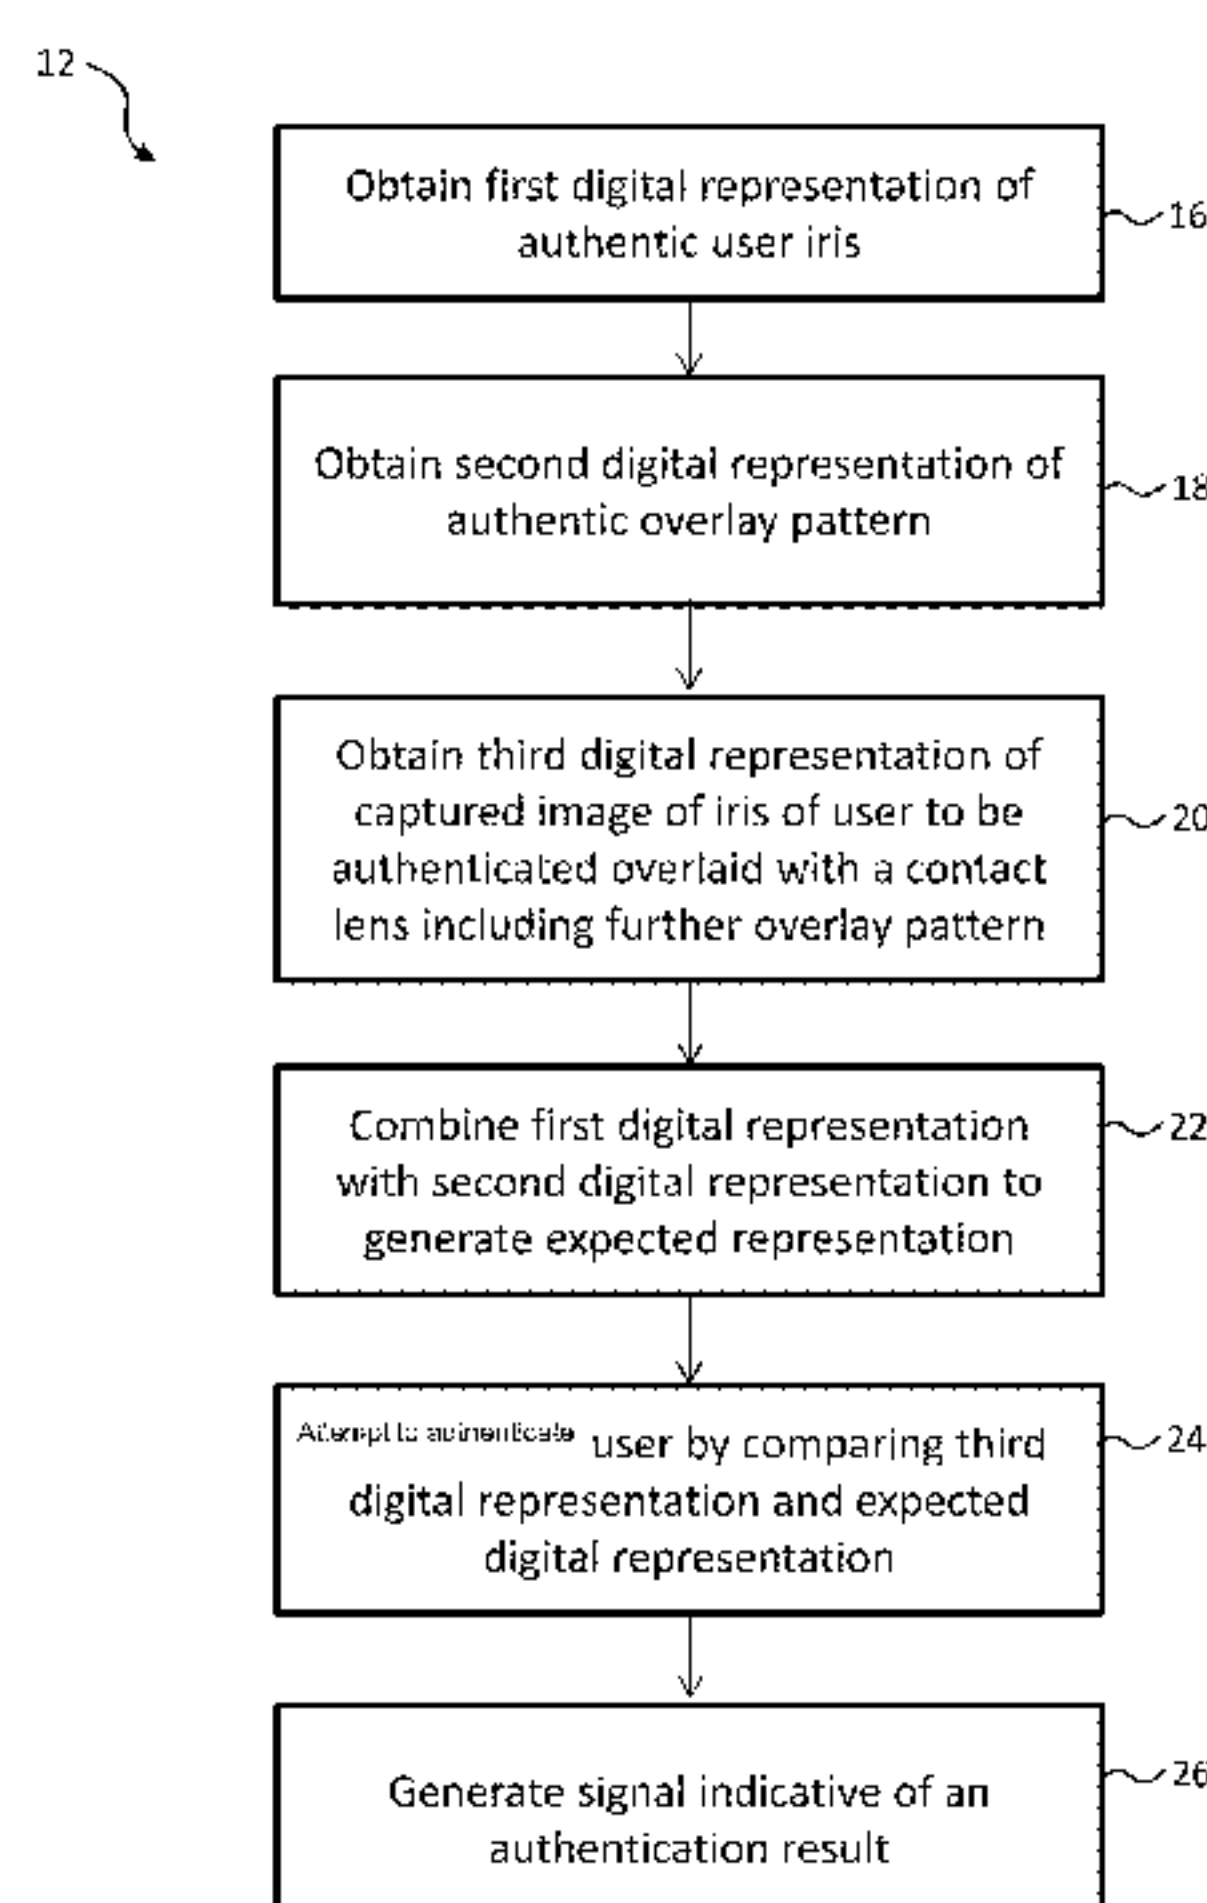 12
Obtain first digital representation of
authentic user iris
16
Obtain second digital representation of
authentic overlay pattern
18
Obtain third digital representation of
captured image of iris of user to be
authenticated overlaid with a contact
lens including further overlay pattern
20
Combine first digital representation
with second digital representation to
generate expected representation
22
Attempt to authenticate user by comparing third
digital representation and expected
digital representation
24
Generate signal indicative of an
authentication result
26